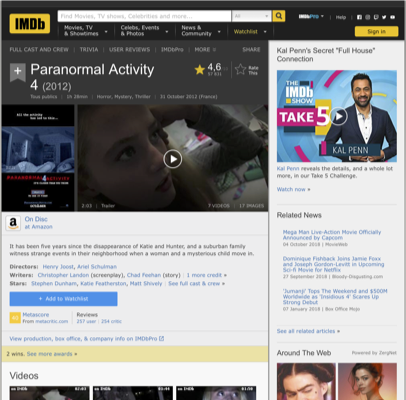 IMDb
Find Movies, TV shows, Celebrities and more...
All
IMDbPro
Help
Movies, TV
& Showtimes
Celebs, Events
& Photos
News &
Community
Watchlist
Sign in
FULL CAST AND CREW | TRIVIA | USER REVIEWS | IMDbPro | MORE
SHARE
Paranormal Activity
4 (2012)
4,6
Rate
This
Tous publics | 1h 28min | Horror, Mystery, Thriller | 31 October 2012 (France)
2:03 | Trailer
7 VIDEOS | 17 IMAGES
On Disc
at Amazon
It has been five years since the disappearance of Katie and Hunter, and a suburban family
witness strange events in their neighborhood when a woman and a mysterious child move in.
Directors: Henry Joost, Ariel Schulman
Writers: Christopher Landon (screenplay), Chad Feehan (story) | 1 more credit »
Stars: Stephen Dunham, Katie Featherston, Matt Shively | See full cast & crew »
+ Add to Watchlist
Metascore
From metacritic.com
Reviews
257 user | 254 critic
View production, box office, & company info on IMDbPro
2 wins. See more awards »
Videos
Kal Penn's Secret "Full House"
Connection
THE
IMDb
SHOW
TAKE 5
KAL PENN
Kal Penn reveals the details, and a whole lot
more, in our Take 5 Challenge.
Watch now »
Related News
Mega Man Live-Action Movie Officially
Announced by Capcom
04 October 2018 | MovieWeb
Dominique Fishback Joins Jamie Foxx
and Joseph Gordon-Levitt in Upcoming
Sci-Fi Movie for Netflix
27 September 2018 | Bloody-Disgusting.com
'Jumanji' Tops The Weekend and $500M
Worldwide as 'Insidious 4' Scares Up
Strong Debut
07 January 2018 | Box Office Mojo
See all related articles »
Around The Web
Powered by ZergNet